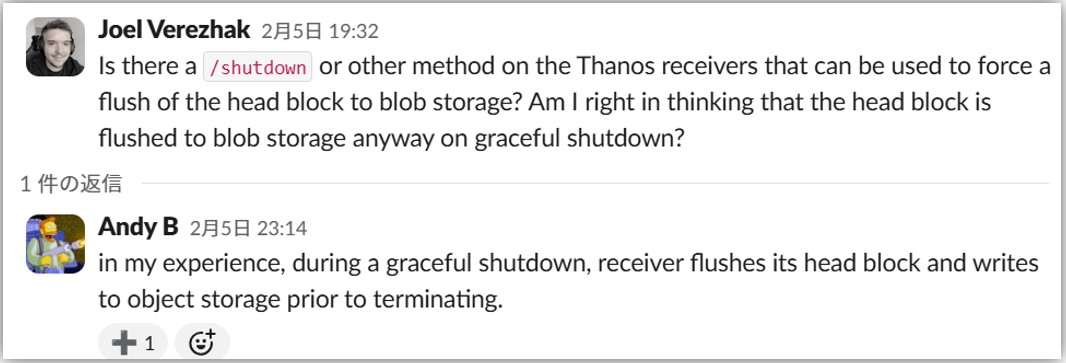 Joel Verezhak 2月5日 19:32
Is there a /shutdown or other method on the Thanos receivers that can be used to force a
flush of the head block to blob storage? Am I right in thinking that the head block is
flushed to blob storage anyway on graceful shutdown?
1 件の返信
Andy B 2月5日 23:14
in my experience, during a graceful shutdown, receiver flushes its head block and writes
to object storage prior to terminating.
1